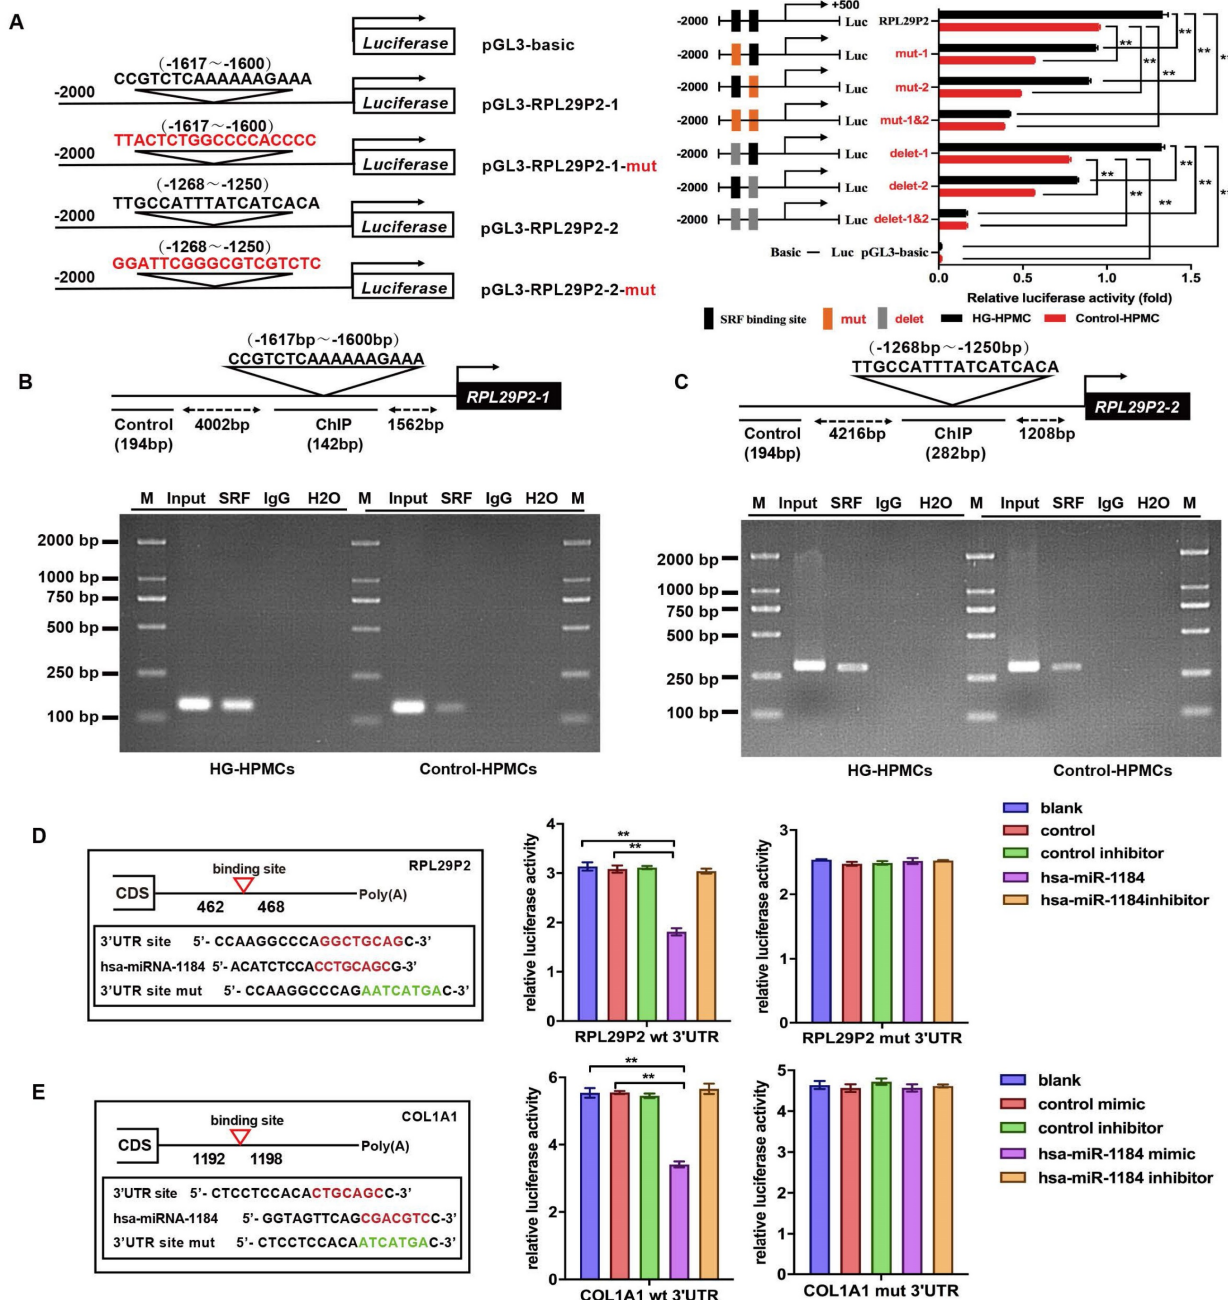 A
Luciferase pGL3-basic
(-1617～-1600)
CCGTCTCAAAAAAGAAA
-2000 Luciferase pGL3-RPL29P2-1
(-1617～-1600)
TTACTCTGGCCCCACCCC
-2000 Luciferase pGL3-RPL29P2-1-mut
(-1268～-1250)
TTGCCATTTATCATCACA
-2000 Luciferase pGL3-RPL29P2-2
(-1268～-1250)
GGATTCGGGCGTCGTCTC
-2000 Luciferase pGL3-RPL29P2-2-mut
+500
-2000 Luc RPL29P2
-2000 Luc mut-1
-2000 Luc mut-2
-2000 Luc mut-1&2
-2000 Luc delet-1
-2000 Luc delet-2
-2000 Luc delet-1&2
Basic — Luc pGL3-basic
** ** ** ** **
** ** ** ** **
0.0 0.5 1.0 1.5
Relative luciferase activity (fold)
SRF binding site mut delet HG-HPMC Control-HPMC
B
(-1617bp～-1600bp)
CCGTCTCAAAAAAGAAA
RPL29P2-1
Control 4002bp ChIP 1562bp
(194bp) (142bp)
M Input SRF IgG H2O M Input SRF IgG H2O M
2000 bp
1000 bp
750 bp
500 bp
250 bp
100 bp
HG-HPMCs Control-HPMCs
C
(-1268bp～-1250bp)
TTGCCATTTATCATCACA
RPL29P2-2
Control 4216bp ChIP 1208bp
(194bp) (282bp)
M Input SRF IgG H2O M Input SRF IgG H2O M
2000 bp
1000 bp
750 bp
500 bp
250 bp
100 bp
HG-HPMCs Control-HPMCs
D
RPL29P2
binding site
CDS Poly(A)
462 468
3'UTR site 5'- CCAAGGCCCAGGCTGCAGC-3'
hsa-miRNA-1184 5'- ACATCTCCACCTGCAGCG-3'
3'UTR site mut 5'- CCAAGGCCCAGAATCATGAC-3'
relative luciferase activity
4
3
2
1
0
**
**
RPL29P2 wt 3'UTR
relative luciferase activity
3
2
1
0
RPL29P2 mut 3'UTR
blank
control
control inhibitor
hsa-miR-1184
hsa-miR-1184inhibitor
E
COL1A1
binding site
CDS Poly(A)
1192 1198
3'UTR site 5'- CTCCTCCACACTGCAGCC-3'
hsa-miRNA-1184 5'- GGTAGTTCAGCGACGTCC-3'
3'UTR site mut 5'- CTCCTCCACAATCATGAC-3'
relative luciferase activity
6
4
2
0
**
**
COL1A1 wt 3'UTR
relative luciferase activity
5
4
3
2
1
0
COL1A1 mut 3'UTR
blank
control mimic
control inhibitor
hsa-miR-1184 mimic
hsa-miR-1184 inhibitor